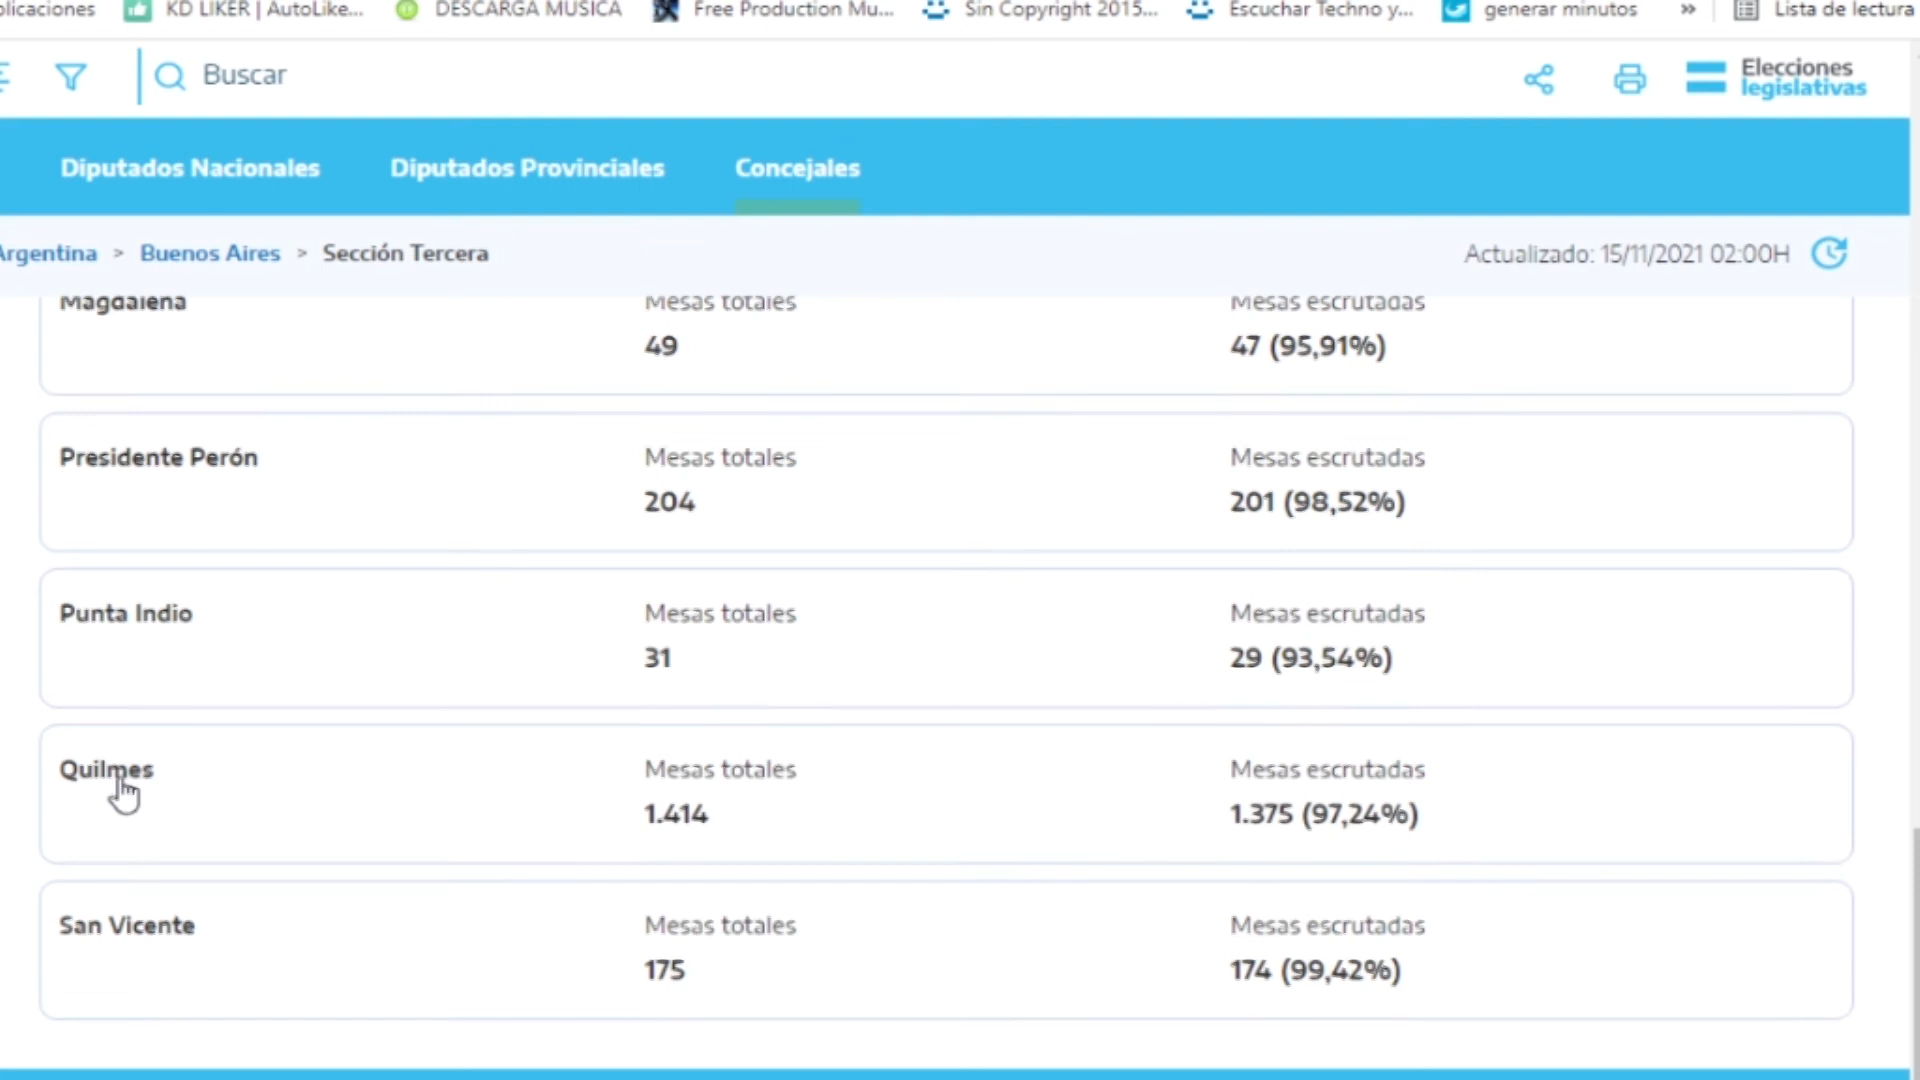 KD LIKER | AutoLike... DESCARGA MUSICA Free Production Mu... Sin Copyright 2015... Escuchar Techno y... generar minutos » Lista de lectura
Buscar
Elecciones
legislativas
Diputados Nacionales Diputados Provinciales Concejales
Argentina > Buenos Aires > Sección Tercera Actualizado: 15/11/2021 02:00H
Magdalena Mesas totales Mesas escrutadas
49 47 (95,91%)
Presidente Perón Mesas totales Mesas escrutadas
204 201 (98,52%)
Punta Indio Mesas totales Mesas escrutadas
31 29 (93,54%)
Quilmes Mesas totales Mesas escrutadas
1.414 1.375 (97,24%)
San Vicente Mesas totales Mesas escrutadas
175 174 (99,42%)